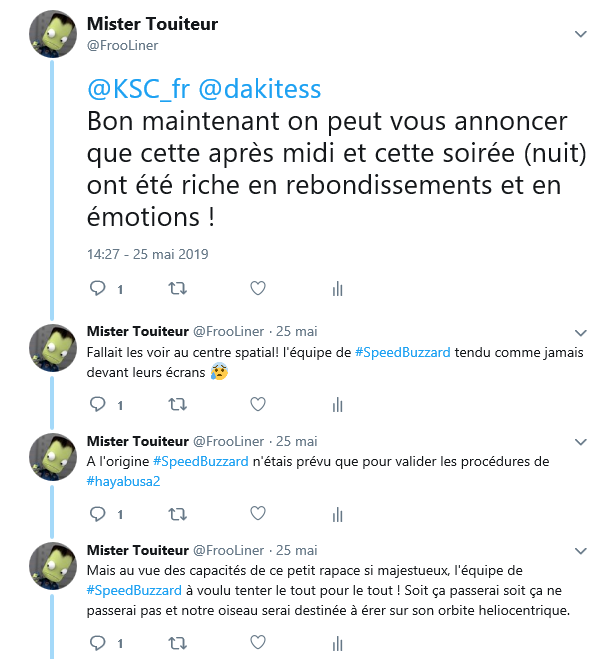 Mister Touiteur
@FrooLiner
@KSC_fr @dakitess
Bon maintenant on peut vous annoncer
que cette après midi et cette soirée (nuit)
ont été riche en rebondissements et en
émotions !
14:27 - 25 mai 2019
1
Mister Touiteur @FrooLiner · 25 mai
Fallait les voir au centre spatial! l'équipe de #SpeedBuzzard tendu comme jamais
devant leurs écrans 😰
1
Mister Touiteur @FrooLiner · 25 mai
A l'origine #SpeedBuzzard n'étais prévu que pour valider les procédures de
#hayabusa2
1
Mister Touiteur @FrooLiner · 25 mai
Mais au vue des capacités de ce petit rapace si majestueux, l'équipe de
#SpeedBuzzard à voulu tenter le tout pour le tout ! Soit ça passerai soit ça ne
passerai pas et notre oiseau serai destinée à érer sur son orbite heliocentrique.
1